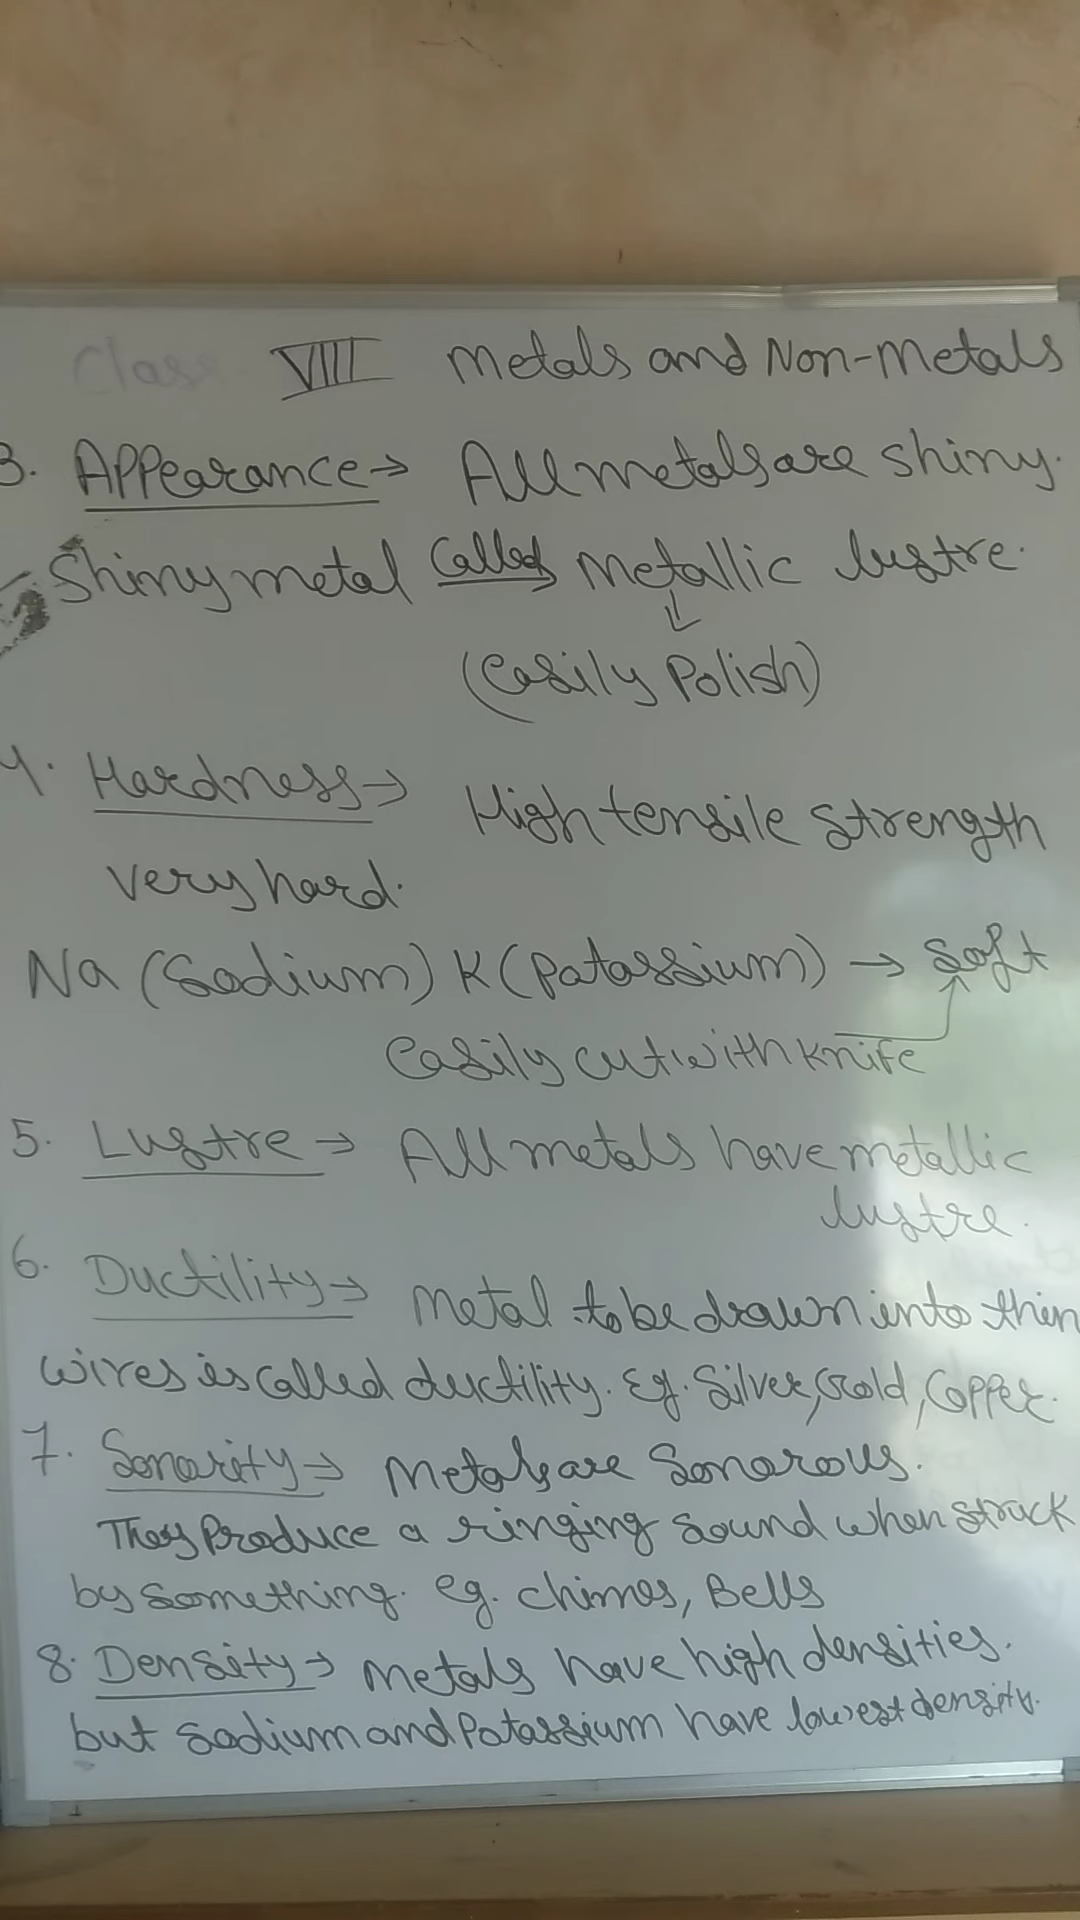 Class VIII Metals and Non-Metals
3. Appearance → All metals are shiny.
Shiny metal called Metallic lustre.
(easily Polish)
4. Hardness → High tensile strength
very hard.
Na (Sodium) K (Patassium) → Soft
Easily cut with knife
5. Lustre → All metals have metallic
lustre.
6. Ductility → Metal to be drawn into thin
wires is called ductility. Eg. Silver, Gold, Copper.
7. Sonority → Metals are Sonorous.
They Produce a ringing sound when struck
by something. eg. chimes, Bells
8. Density → Metals have high densities.
but Sodium and Patassium have lowest density.